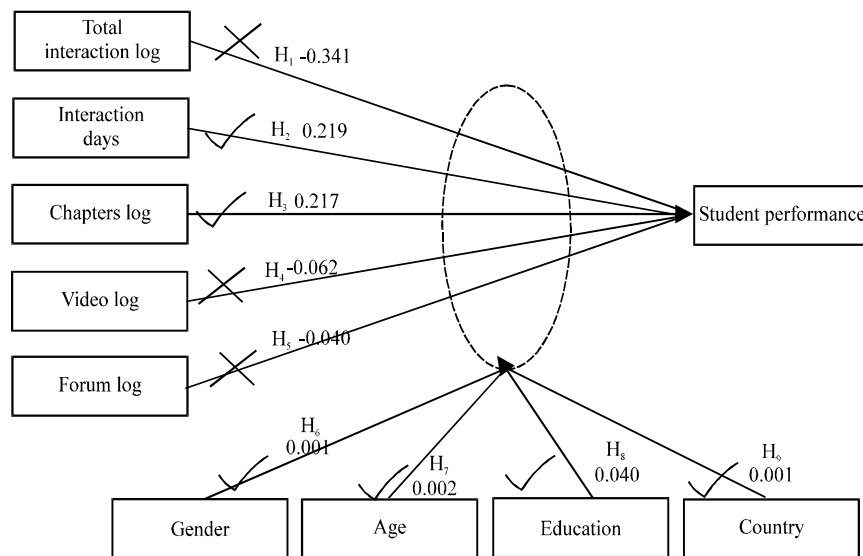 Total
interaction log
H₁ -0.341
Interaction
days
H₂ 0.219
Chapters log
H₃ 0.217
Student performance
Video log
H₄ -0.062
Forum log
H₅ -0.040
H₆
0.001
H₇
0.002
H₈
0.040
H₉
0.001
Gender
Age
Education
Country